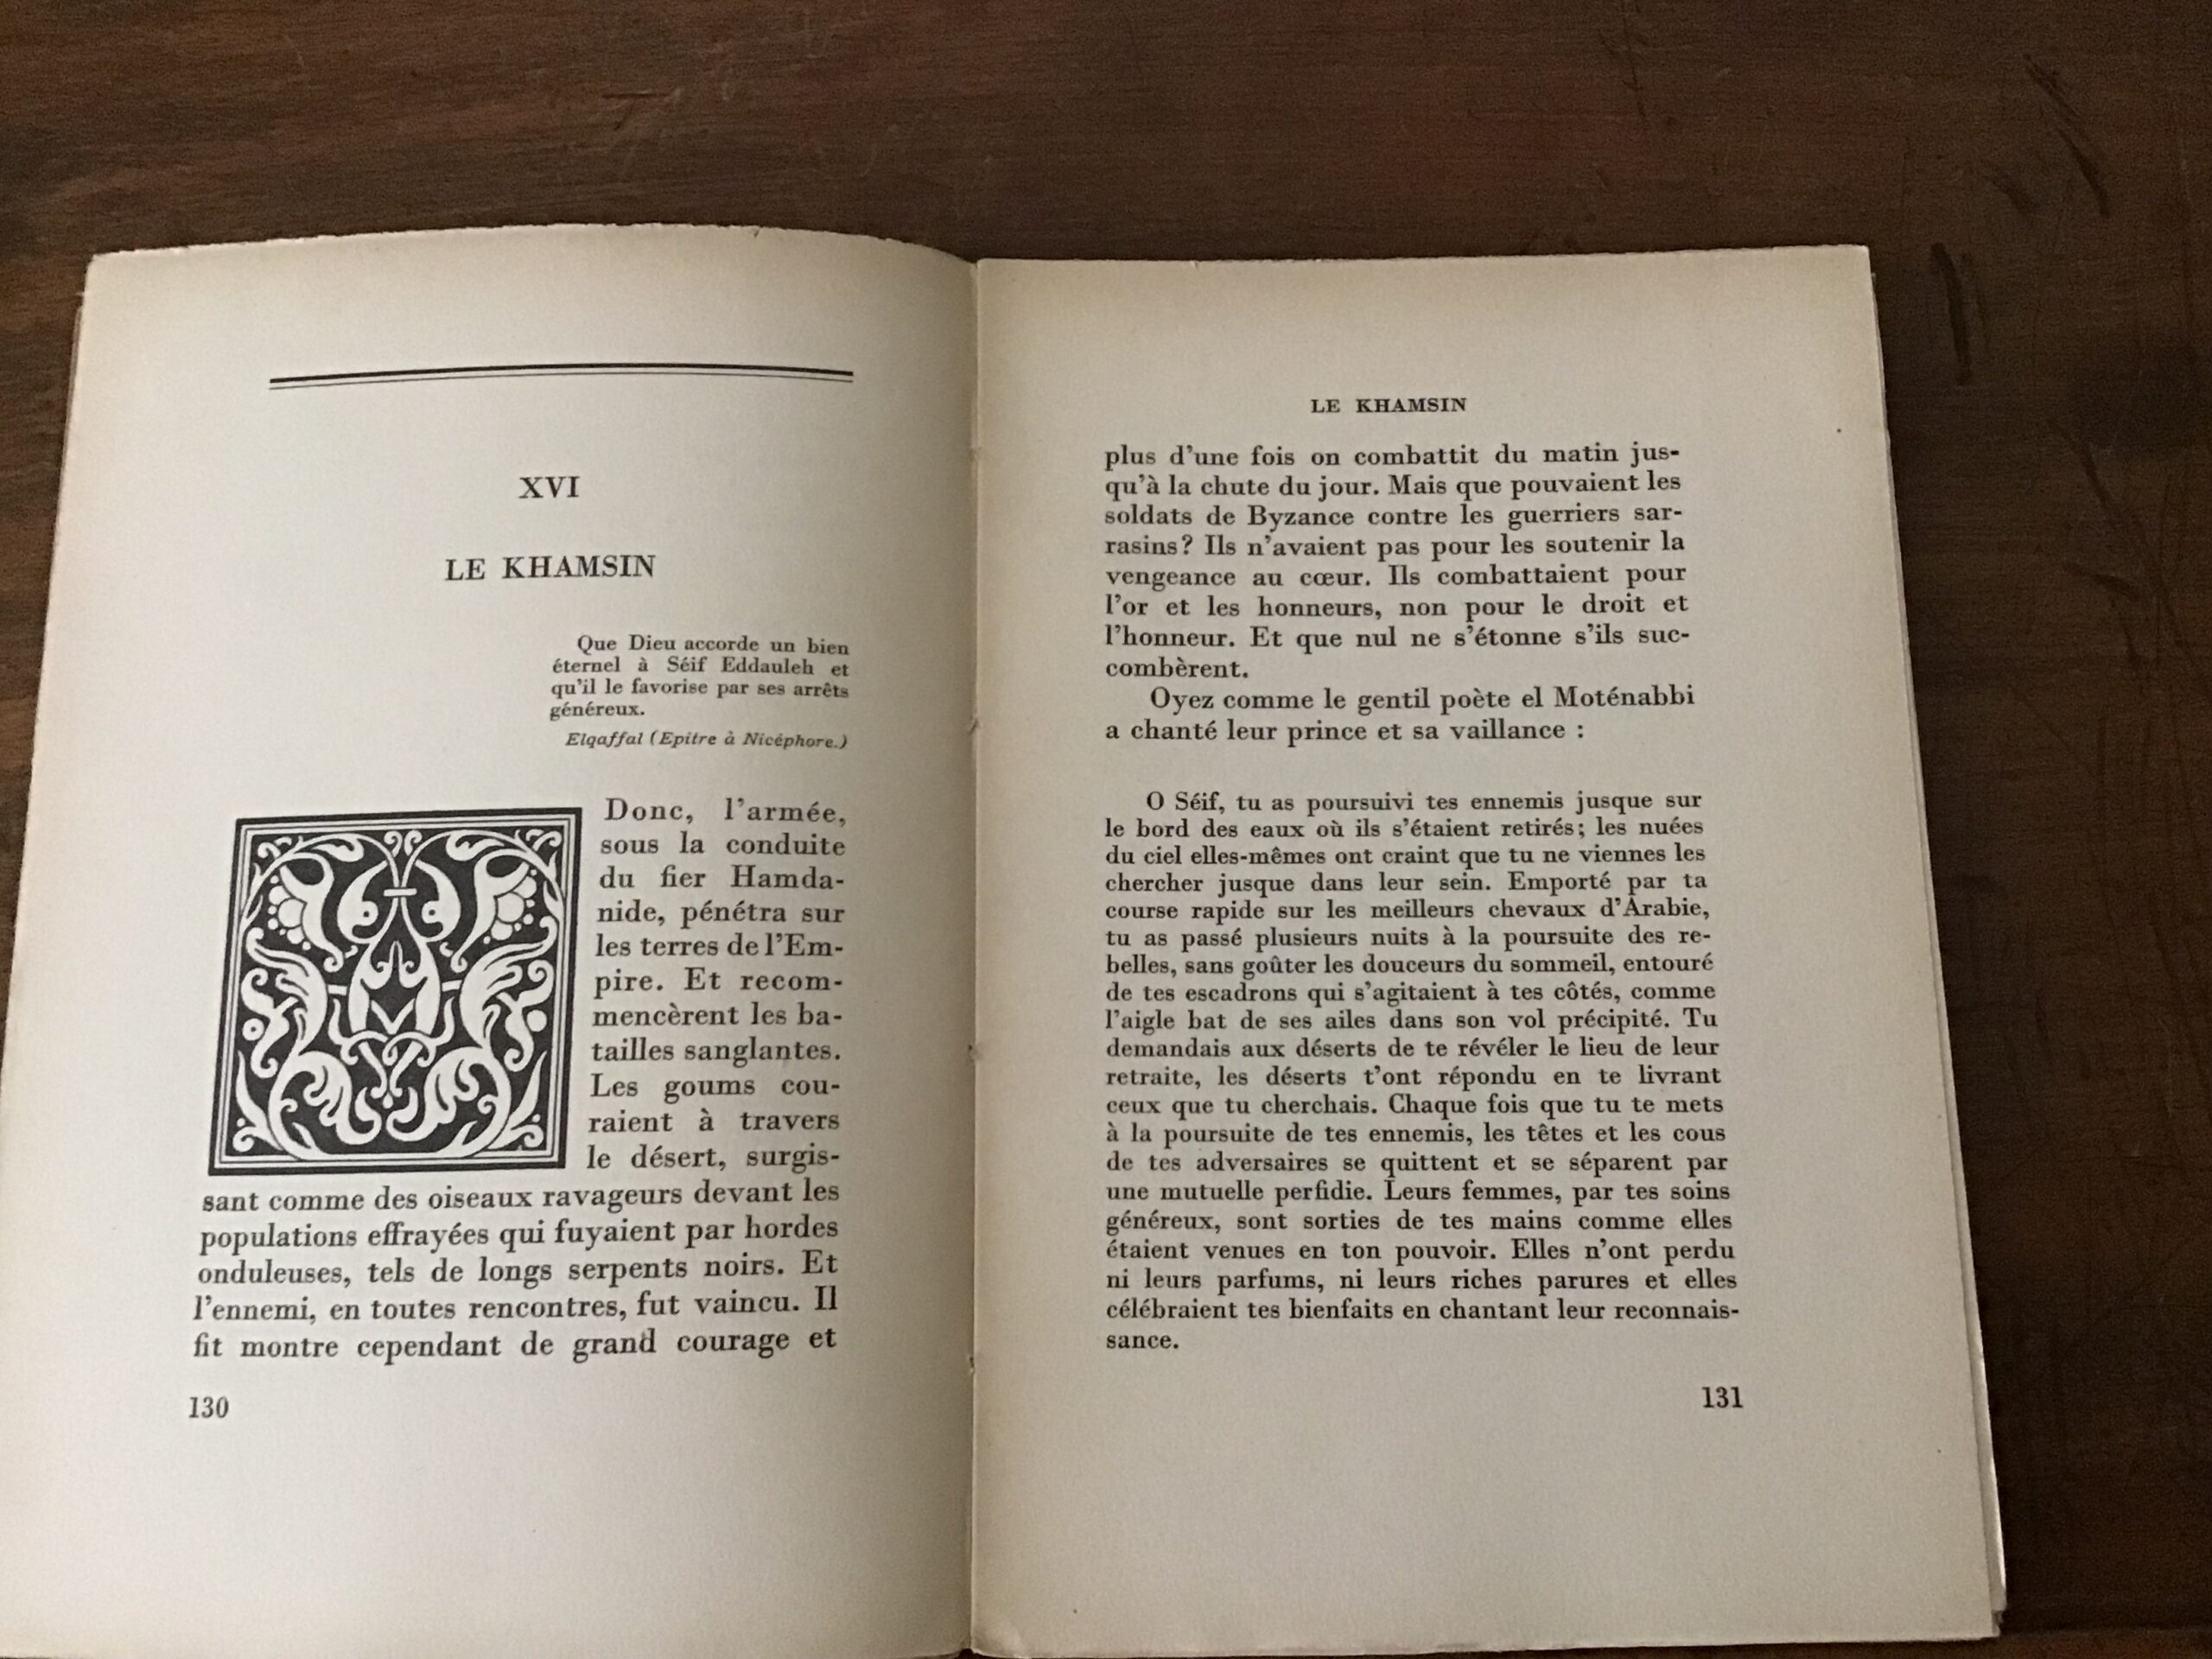 XVI
LE KHAMSIN
Que Dieu accorde un bien
éternel à Séif Eddauleh et
qu'il le favorise par ses arrêts
généreux.
Elqaffal (Epitre à Nicéphore.)
Donc, l'armée,
sous la conduite
du fier Hamda-
nide, pénétra sur
les terres de l'Em-
pire. Et recom-
mencèrent les ba-
tailles sanglantes.
Les goums cou-
raient à travers
le désert, surgis-
sant comme des oiseaux ravageurs devant les
populations effrayées qui fuyaient par hordes
onduleuses, tels de longs serpents noirs. Et
l'ennemi, en toutes rencontres, fut vaincu. Il
fit montre cependant de grand courage et
130
LE KHAMSIN
plus d'une fois on combattit du matin jus-
qu'à la chute du jour. Mais que pouvaient les
soldats de Byzance contre les guerriers sar-
rasins? Ils n'avaient pas pour les soutenir la
vengeance au cœur. Ils combattaient pour
l'or et les honneurs, non pour le droit et
l'honneur. Et que nul ne s'étonne s'ils suc-
combèrent.
Oyez comme le gentil poète el Moténabbi
a chanté leur prince et sa vaillance :
O Séif, tu as poursuivi tes ennemis jusque sur
le bord des eaux où ils s'étaient retirés; les nuées
du ciel elles-mêmes ont craint que tu ne viennes les
chercher jusque dans leur sein. Emporté par ta
course rapide sur les meilleurs chevaux d'Arabie,
tu as passé plusieurs nuits à la poursuite des re-
belles, sans goûter les douceurs du sommeil, entouré
de tes escadrons qui s'agitaient à tes côtés, comme
l'aigle bat de ses ailes dans son vol précipité. Tu
demandais aux déserts de te révéler le lieu de leur
retraite, les déserts t'ont répondu en te livrant
ceux que tu cherchais. Chaque fois que tu te mets
à la poursuite de tes ennemis, les têtes et les cous
de tes adversaires se quittent et se séparent par
une mutuelle perfidie. Leurs femmes, par tes soins
généreux, sont sorties de tes mains comme elles
étaient venues en ton pouvoir. Elles n'ont perdu
ni leurs parfums, ni leurs riches parures et elles
célébraient tes bienfaits en chantant leur reconnais-
sance.
131